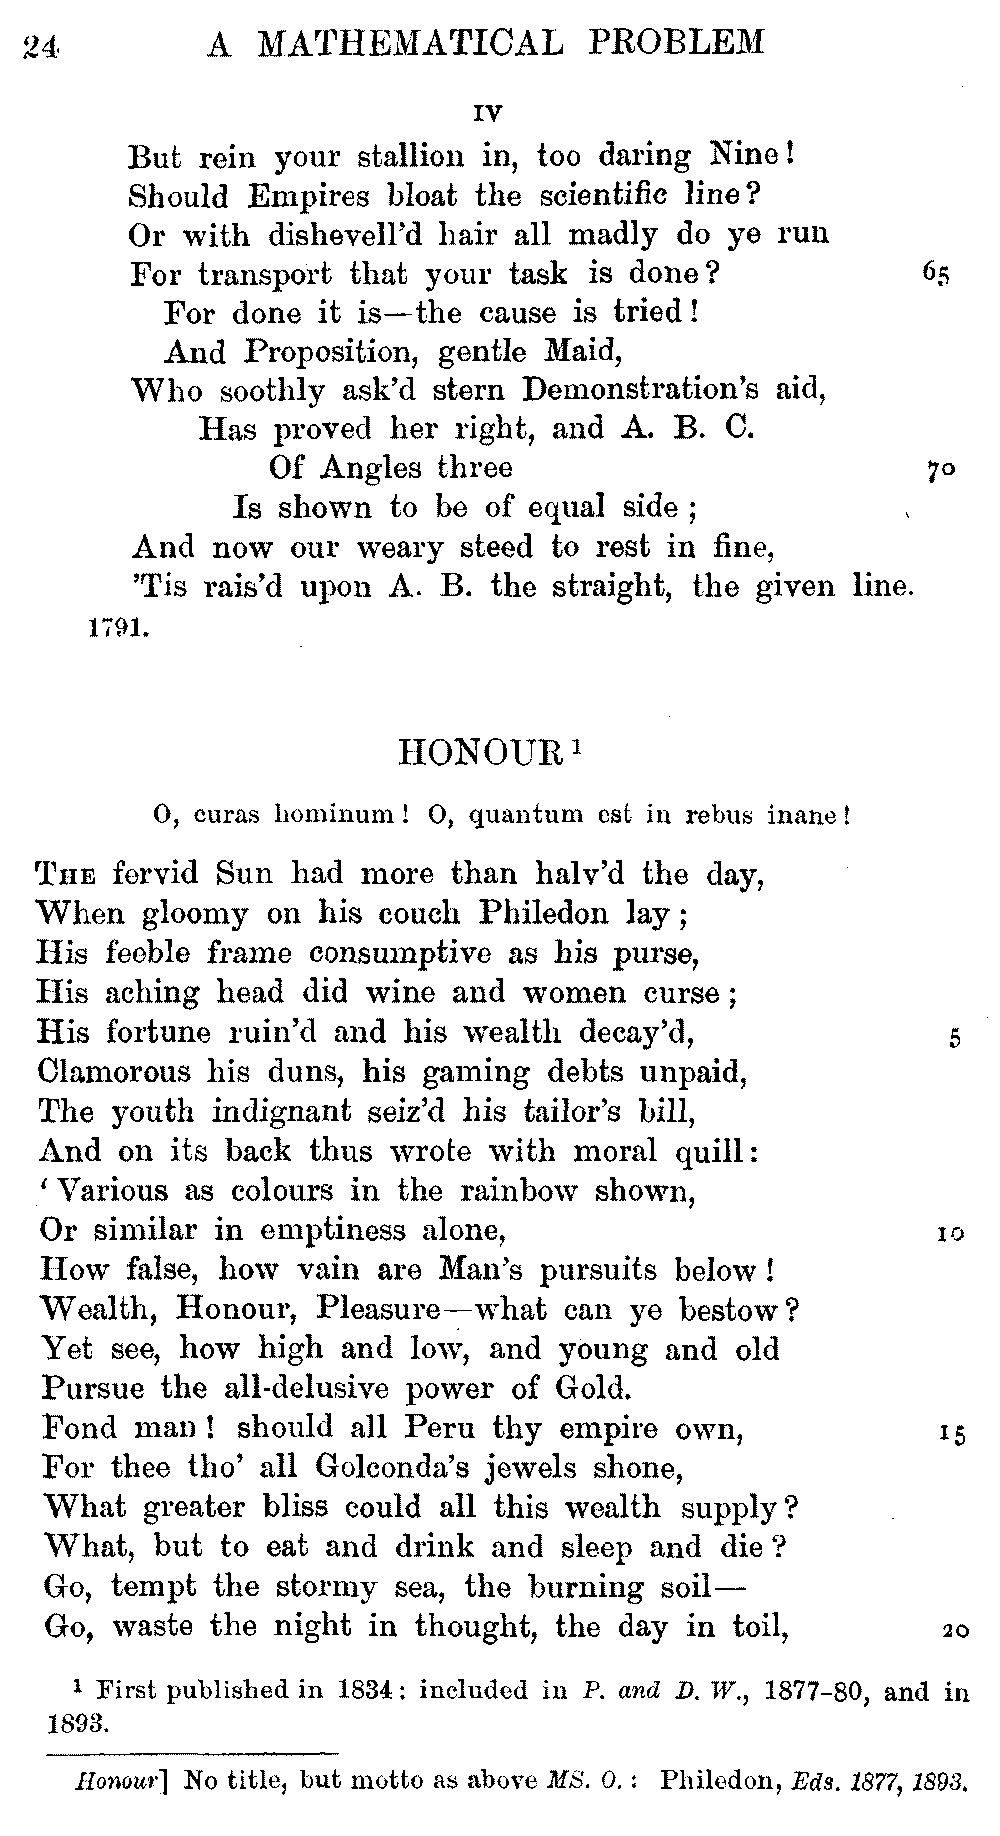 24 A MATHEMATICAL PROBLEM
IV
But rein your stallion in, too daring Nine!
Should Empires bloat the scientific line?
Or with dishevell'd hair all madly do ye run
For transport that your task is done? 65
For done it is—the cause is tried!
And Proposition, gentle Maid,
Who soothly ask'd stern Demonstration's aid,
Has proved her right, and A. B. C.
Of Angles three 70
Is shown to be of equal side;
And now our weary steed to rest in fine,
'Tis rais'd upon A. B. the straight, the given line.
1791.
HONOUR ¹
O, curas hominum! O, quantum est in rebus inane!
THE fervid Sun had more than halv'd the day,
When gloomy on his couch Philedon lay;
His feeble frame consumptive as his purse,
His aching head did wine and women curse;
His fortune ruin'd and his wealth decay'd, 5
Clamorous his duns, his gaming debts unpaid,
The youth indignant seiz'd his tailor's bill,
And on its back thus wrote with moral quill:
'Various as colours in the rainbow shown,
Or similar in emptiness alone, 10
How false, how vain are Man's pursuits below!
Wealth, Honour, Pleasure—what can ye bestow?
Yet see, how high and low, and young and old
Pursue the all-delusive power of Gold.
Fond man! should all Peru thy empire own, 15
For thee tho' all Golconda's jewels shone,
What greater bliss could all this wealth supply?
What, but to eat and drink and sleep and die?
Go, tempt the stormy sea, the burning soil—
Go, waste the night in thought, the day in toil, 20
¹ First published in 1834: included in P. and D. W., 1877-80, and in
1893.
Honour] No title, but motto as above MS. O.: Philedon, Eds. 1877, 1893.